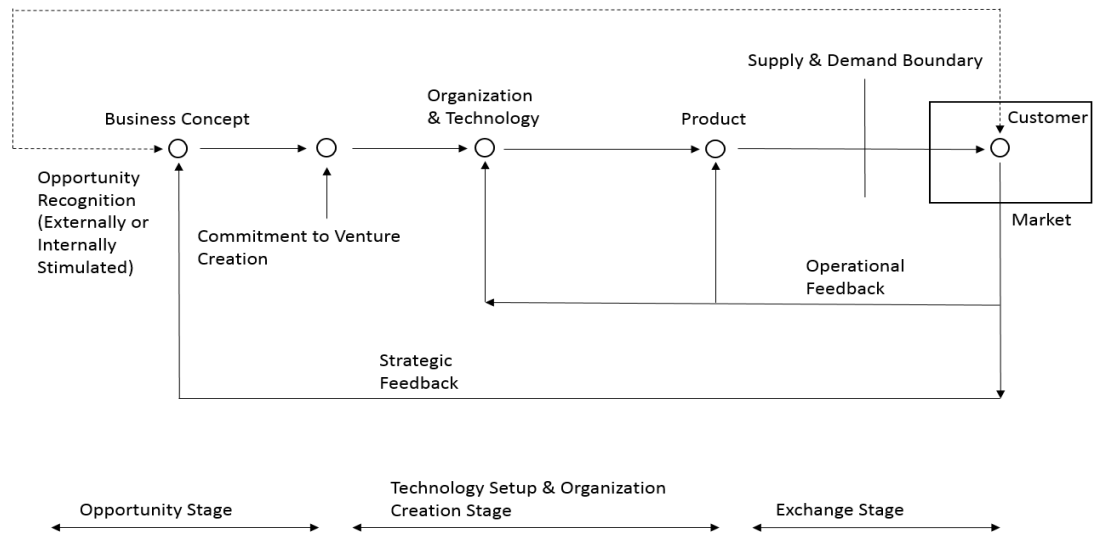 Supply & Demand Boundary
Organization
& Technology
Business Concept
Product
Customer
Opportunity
Recognition
(Externally or
Internally
Stimulated)
Commitment to Venture
Creation
Market
Operational
Feedback
Strategic
Feedback
Technology Setup & Organization
Creation Stage
Opportunity Stage
Exchange Stage